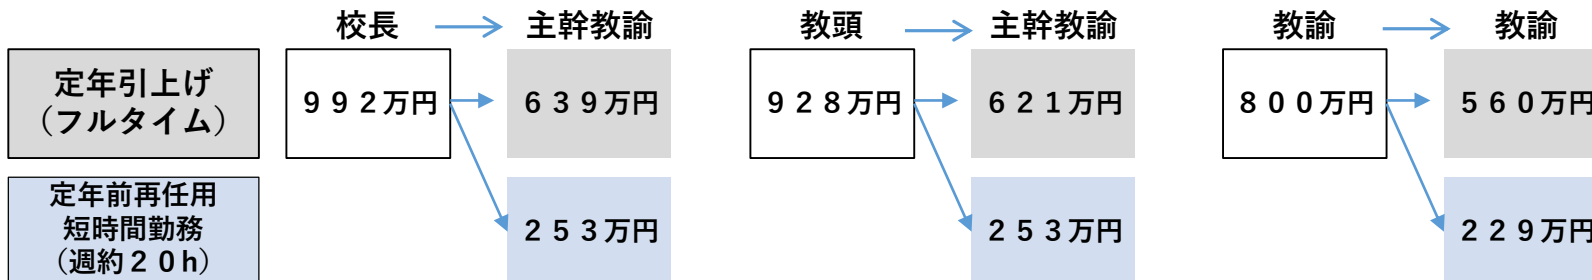 校長 主幹教諭 教頭 主幹教諭 教諭 教諭
定年引上げ
（フルタイム）
９９２万円 ６３９万円 ９２８万円 ６２１万円 ８００万円 ５６０万円
定年前再任用
短時間勤務
（週約２０h）
２５３万円 ２５３万円 ２２９万円